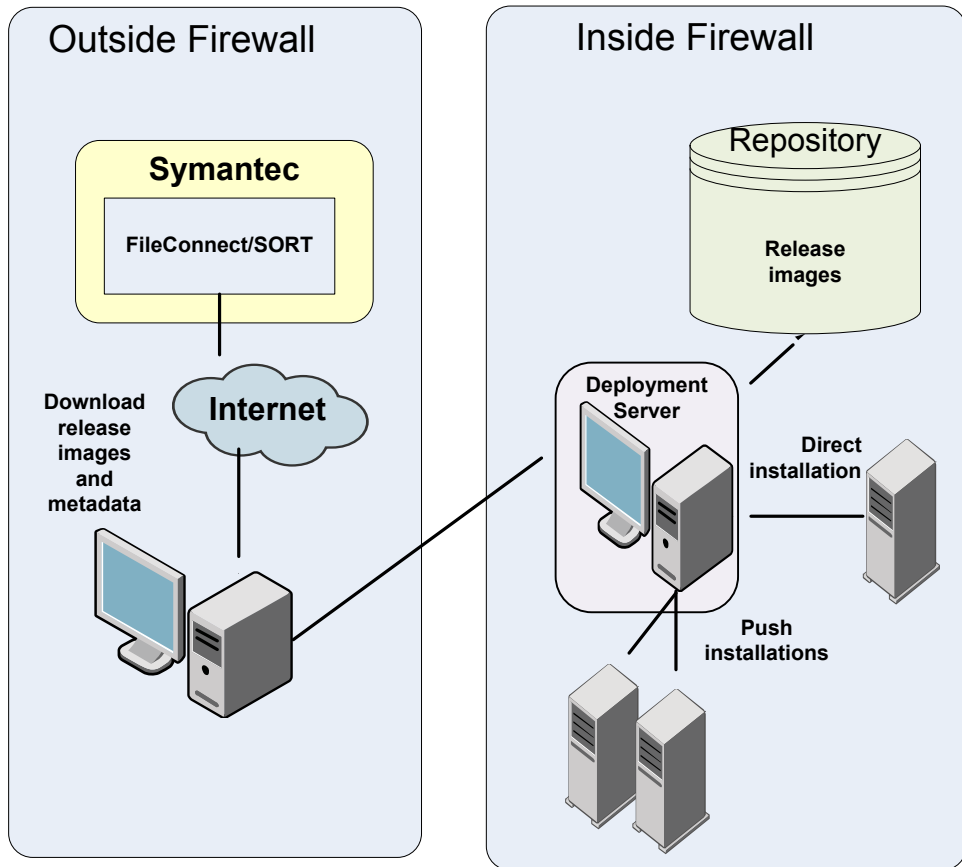 Outside Firewall
Symantec
FileConnect/SORT
Internet
Download
release
images
and
metadata
Inside Firewall
Repository
Release
images
Deployment
Server
Direct
installation
Push
installations